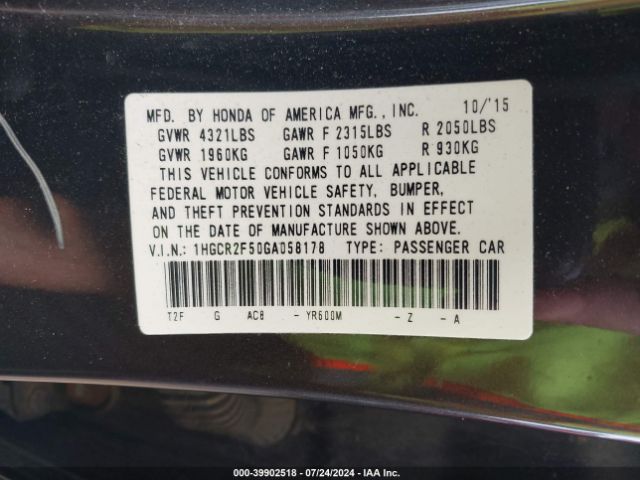 MFD. BY HONDA OF AMERICA MFG., INC. 10/'15
GVWR 4321LBS GAWR F 2315LBS R 2050LBS
GVWR 1960KG GAWR F 1050KG R 930KG
THIS VEHICLE CONFORMS TO ALL APPLICABLE
FEDERAL MOTOR VEHICLE SAFETY, BUMPER,
AND THEFT PREVENTION STANDARDS IN EFFECT
ON THE DATE OF MANUFACTURE SHOWN ABOVE.
V.I.N.: 1HGCR2F50GA058178 TYPE: PASSENGER CAR
T2F G AC8 - YR600M - Z - A
000-39902518 - 07/24/2024 - IAA Inc.